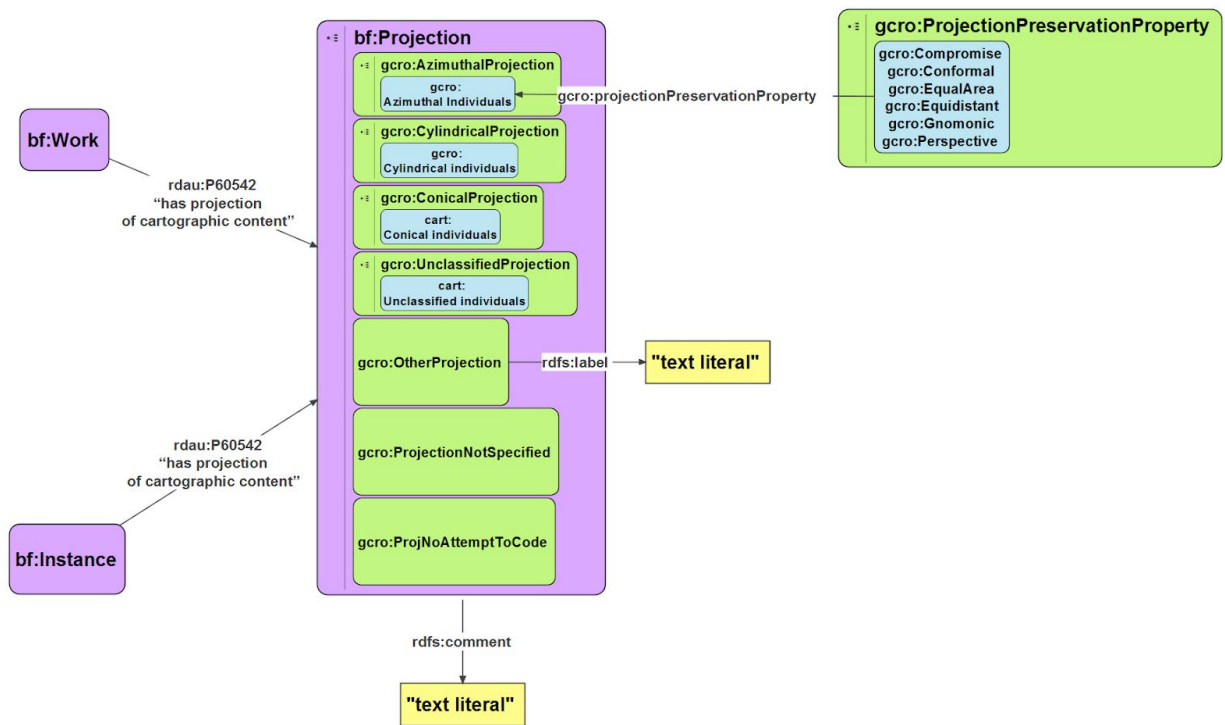 bf:Work
rdau:P60542
“has projection
of cartographic content”
rdau:P60542
“has projection
of cartographic content”
bf:Instance
bf:Projection
gcro:AzimuthalProjection
gcro:
Azimuthal Individuals
gcro:CylindricalProjection
gcro:
Cylindrical individuals
gcro:ConicalProjection
cart:
Conical individuals
gcro:UnclassifiedProjection
cart:
Unclassified individuals
gcro:OtherProjection
gcro:ProjectionNotSpecified
gcro:ProjNoAttemptToCode
rdfs:label
"text literal"
rdfs:comment
"text literal"
gcro:projectionPreservationProperty
gcro:ProjectionPreservationProperty
gcro:Compromise
gcro:Conformal
gcro:EqualArea
gcro:Equidistant
gcro:Gnomonic
gcro:Perspective